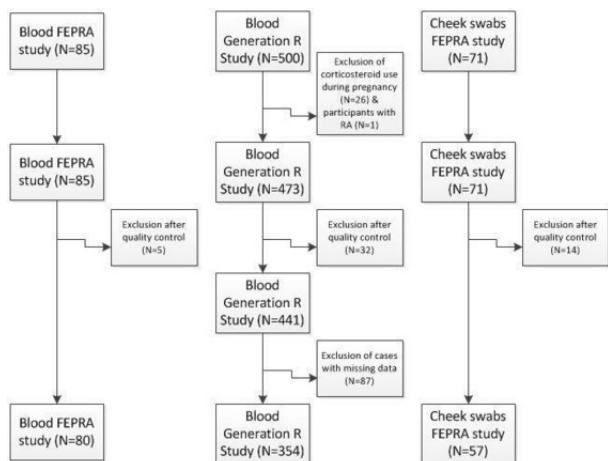 Blood FEPRA
study (N=85)
Blood FEPRA
study (N=85)
Exclusion after
quality control
(N=5)
Blood FEPRA
study (N=80)
Blood
Generation R
Study (N=500)
Exclusion of
corticosteroid use
during pregnancy
(N=26) &
participants with
RA (N=1)
Blood
Generation R
Study (N=473)
Exclusion after
quality control
(N=32)
Blood
Generation R
Study (N=441)
Exclusion of cases
with missing data
(N=87)
Blood
Generation R
Study (N=354)
Cheek swabs
FEPRA study
(N=71)
Cheek swabs
FEPRA study
(N=71)
Exclusion after
quality control
(N=14)
Cheek swabs
FEPRA study
(N=57)